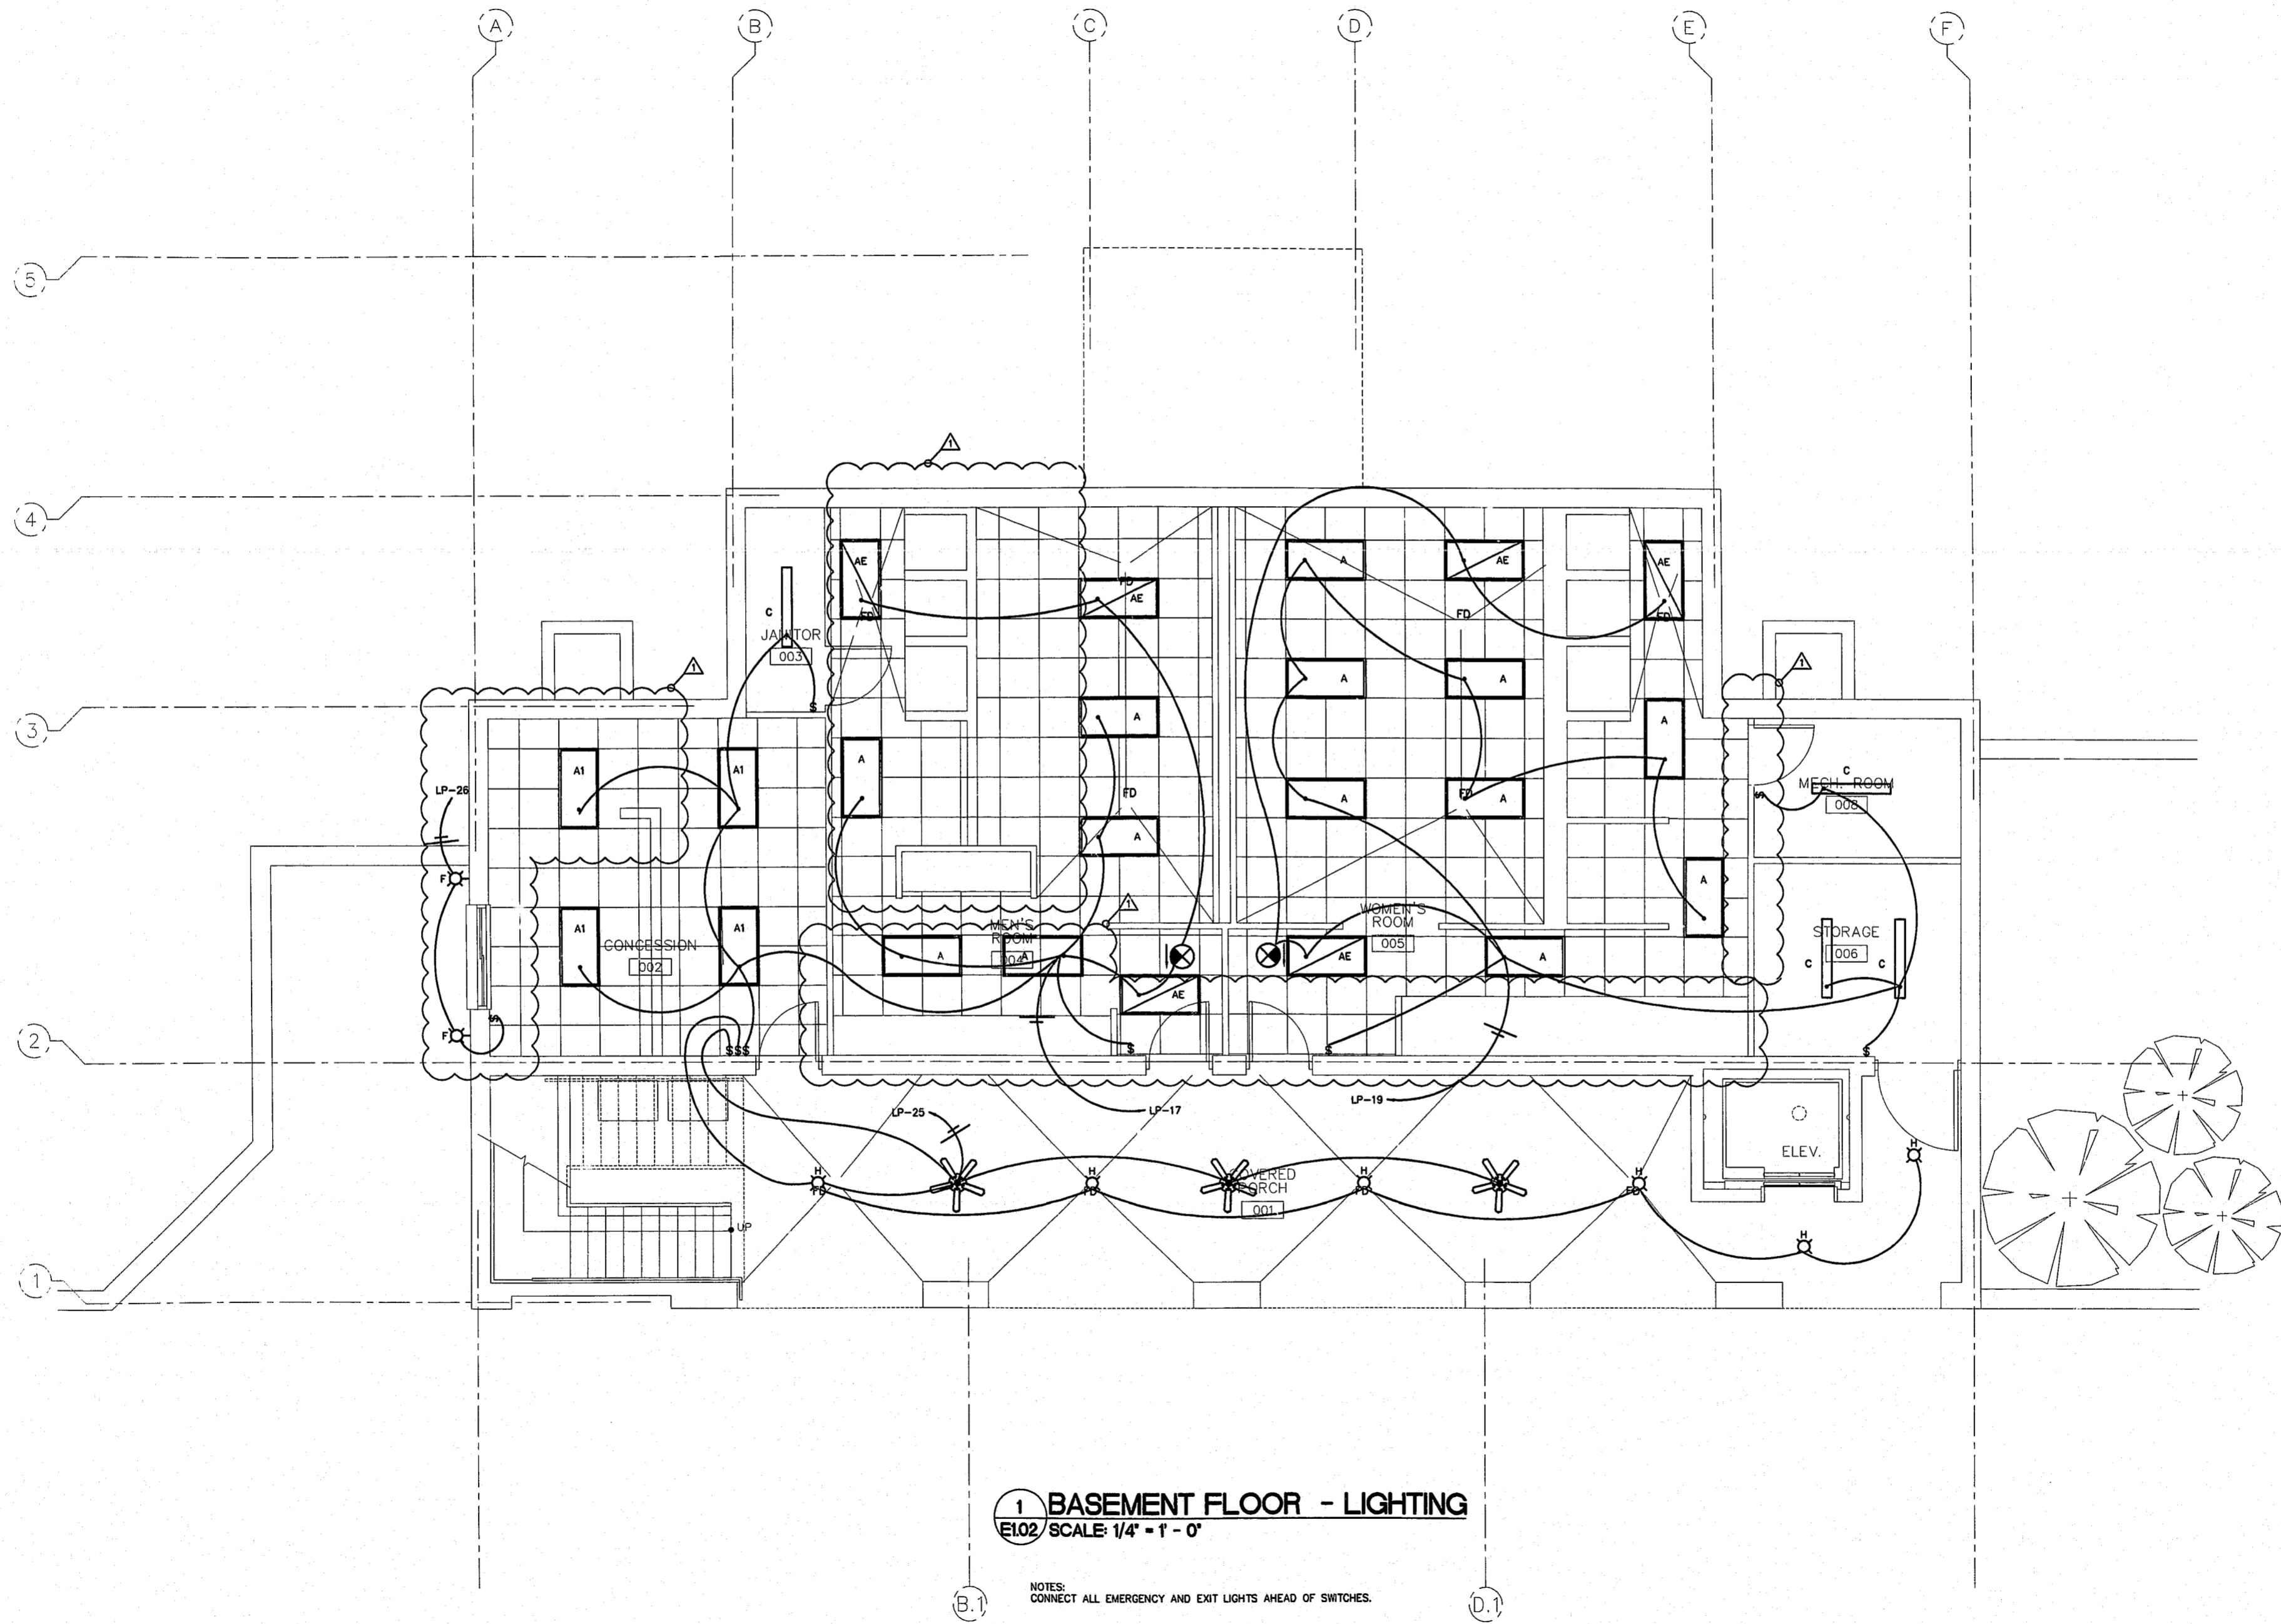 A
B
C
D
E
F
5
4
3
2
1
1
1
1
1
AE
AE
A
AE
AE
FD
FD
FD
FD
C
JANITOR
003
A
A
A
A
A
A1
A1
A
FD
A
FD
A
A
LP-26
C
MECH. ROOM
008
F
A
A1
A1
CONCESSION
002
MEN'S
ROOM
004
A
A
WOMEN'S
ROOM
005
AE
A
STORAGE
006
C
C
AE
F
$
$
$
$$$
$
$
$
LP-25
LP-17
LP-19
ELEV.
H
FD
H
FD
COVERED
PORCH
001
H
FD
H
FD
H
H
UP
1
E1.02
BASEMENT FLOOR - LIGHTING
SCALE: 1/4" = 1' - 0"
NOTES:
CONNECT ALL EMERGENCY AND EXIT LIGHTS AHEAD OF SWITCHES.
B.1
D.1